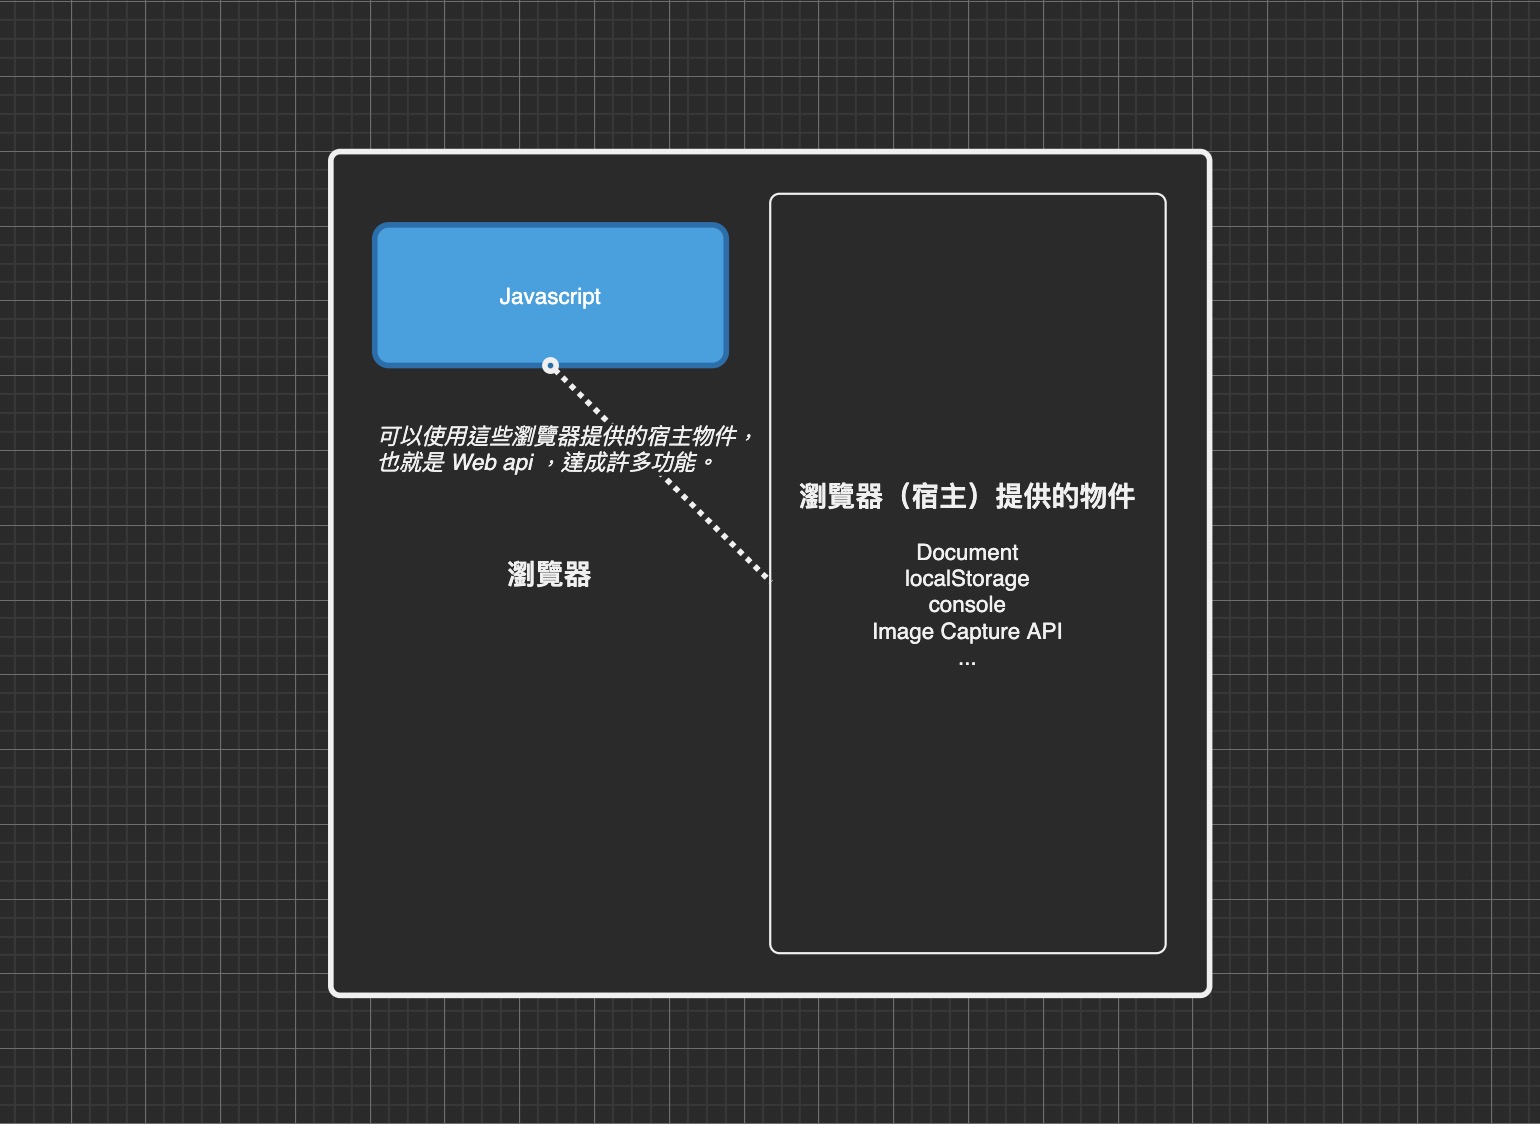 Javascript
可以使用這些瀏覽器提供的宿主物件，
也就是 Web api ，達成許多功能。
瀏覽器
瀏覽器（宿主）提供的物件
Document
localStorage
console
Image Capture API
...